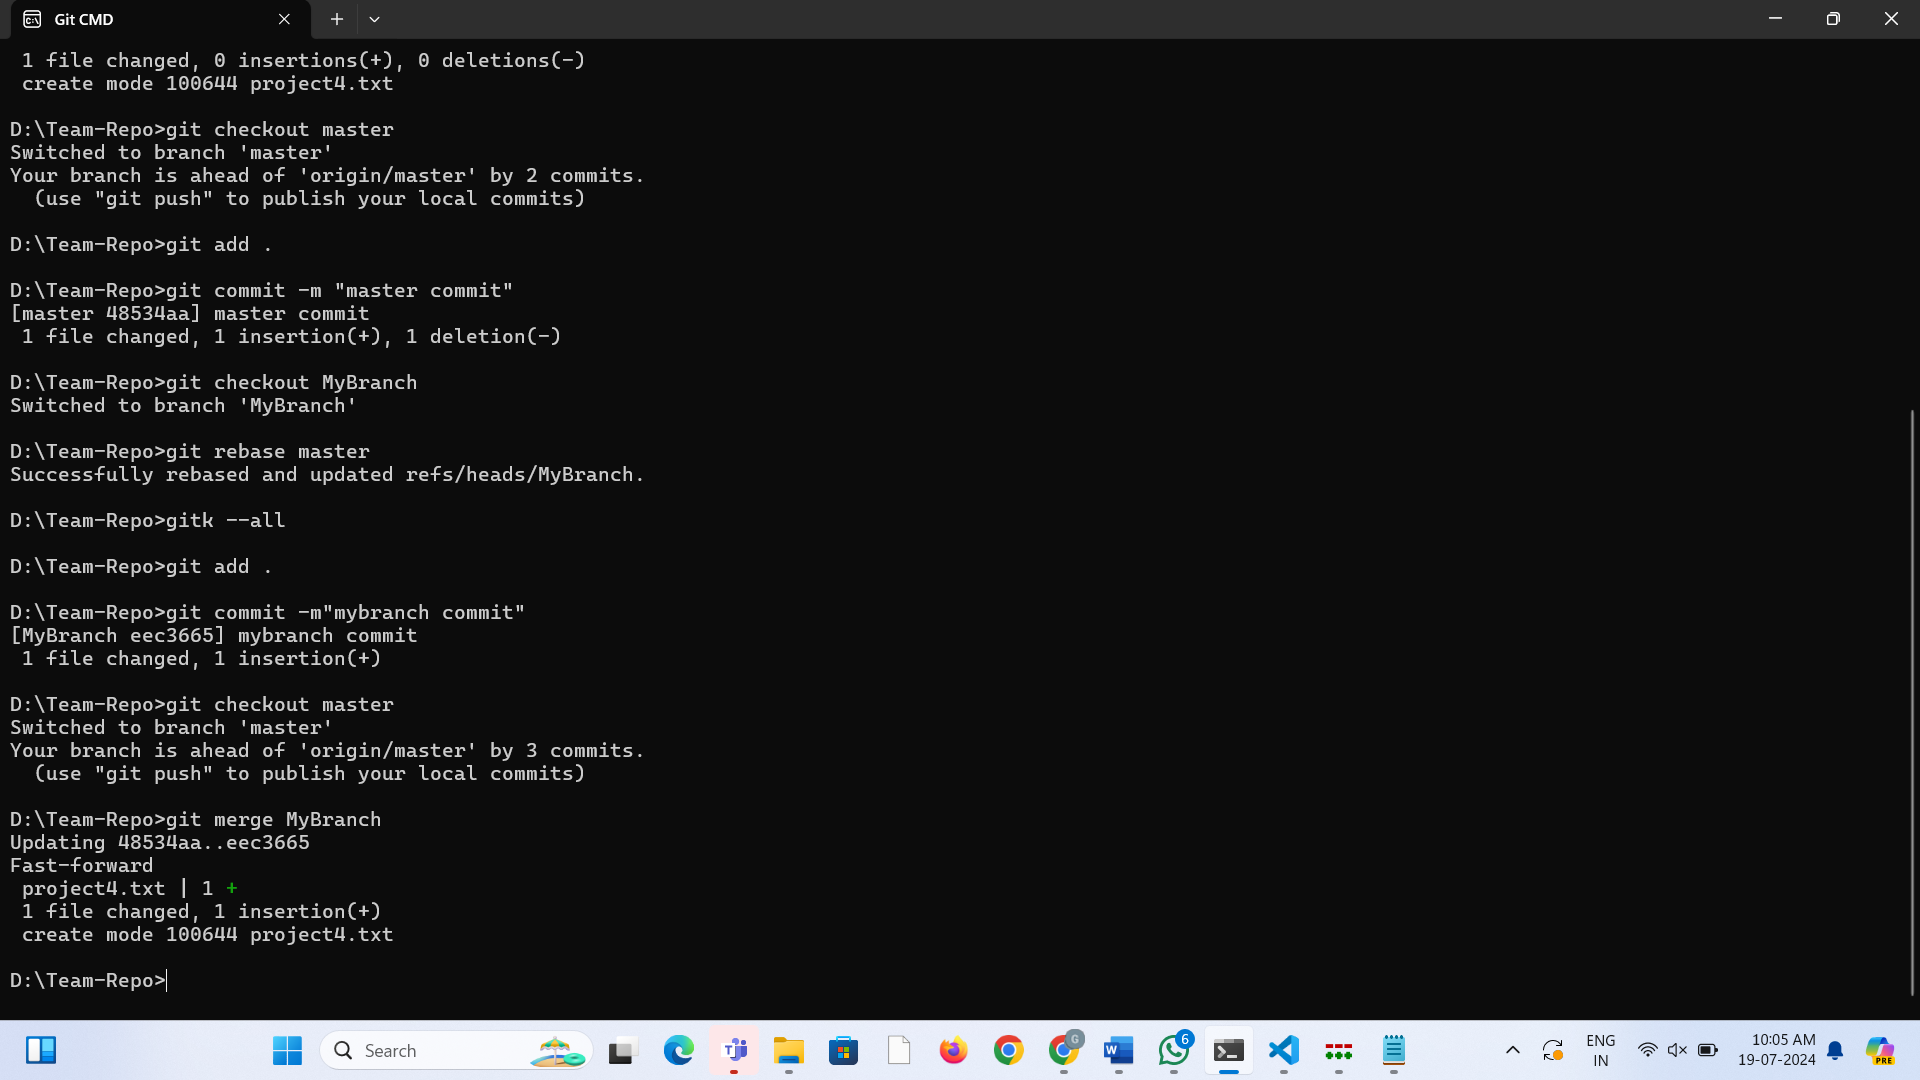 Git CMD
1 file changed, 0 insertions(+), 0 deletions(-)
create mode 100644 project4.txt
D:\Team-Repo>git checkout master
Switched to branch 'master'
Your branch is ahead of 'origin/master' by 2 commits.
(use "git push" to publish your local commits)
D:\Team-Repo>git add .
D:\Team-Repo>git commit -m "master commit"
[master 48534aa] master commit
1 file changed, 1 insertion(+), 1 deletion(-)
D:\Team-Repo>git checkout MyBranch
Switched to branch 'MyBranch'
D:\Team-Repo>git rebase master
Successfully rebased and updated refs/heads/MyBranch.
D:\Team-Repo>gitk --all
D:\Team-Repo>git add .
D:\Team-Repo>git commit -m"mybranch commit"
[MyBranch eec3665] mybranch commit
1 file changed, 1 insertion(+)
D:\Team-Repo>git checkout master
Switched to branch 'master'
Your branch is ahead of 'origin/master' by 3 commits.
(use "git push" to publish your local commits)
D:\Team-Repo>git merge MyBranch
Updating 48534aa..eec3665
Fast-forward
project4.txt | 1 +
1 file changed, 1 insertion(+)
create mode 100644 project4.txt
D:\Team-Repo>
Search
6
G
W
T
ENG
IN
10:05 AM
19-07-2024
PRE